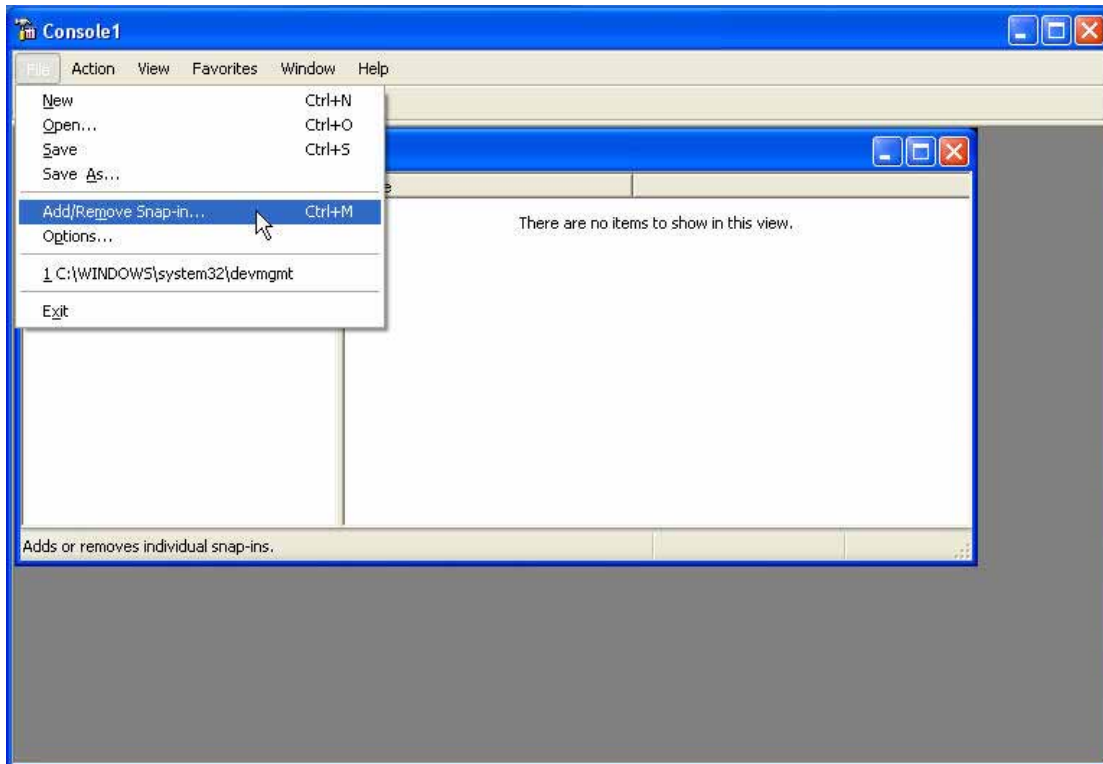 Console1
File Action View Favorites Window Help
New Ctrl+N
Open... Ctrl+O
Save Ctrl+S
Save As...
Add/Remove Snap-in... Ctrl+M
Options...
1 C:\WINDOWS\system32\devmgmt
Exit
There are no items to show in this view.
Adds or removes individual snap-ins.